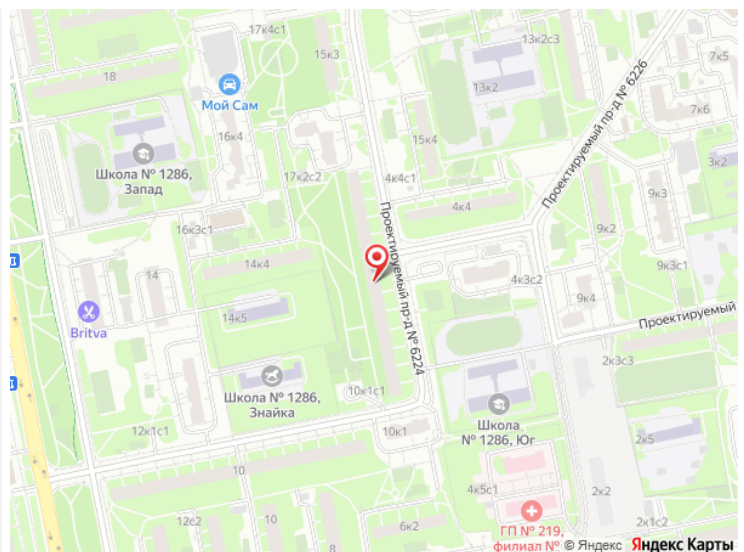 17к4с1
15к3
13к2с3
7к5
18
Мой Сам
13к2
7к6
16к4
15к4
Проектируемый пр-д № 6226
Школа № 1286,
Запад
17к2с2
4к4с1
3к2
4к4
9к3
16к3с1
9к2
Проектируемый пр-д № 6224
14
14к4
4к3с2
9к3с1
9к4
Britva
14к5
Проектируемый
2к3с3
Школа № 1286,
Знайка
10к1с1
Школа
№ 1286, Юг
12к1с1
10к1
2к5
10
4к5с1
2к2
12с2
8
6к2
ГП № 219,
филиал №
2к1с2
© Яндекс Яндекс Карты